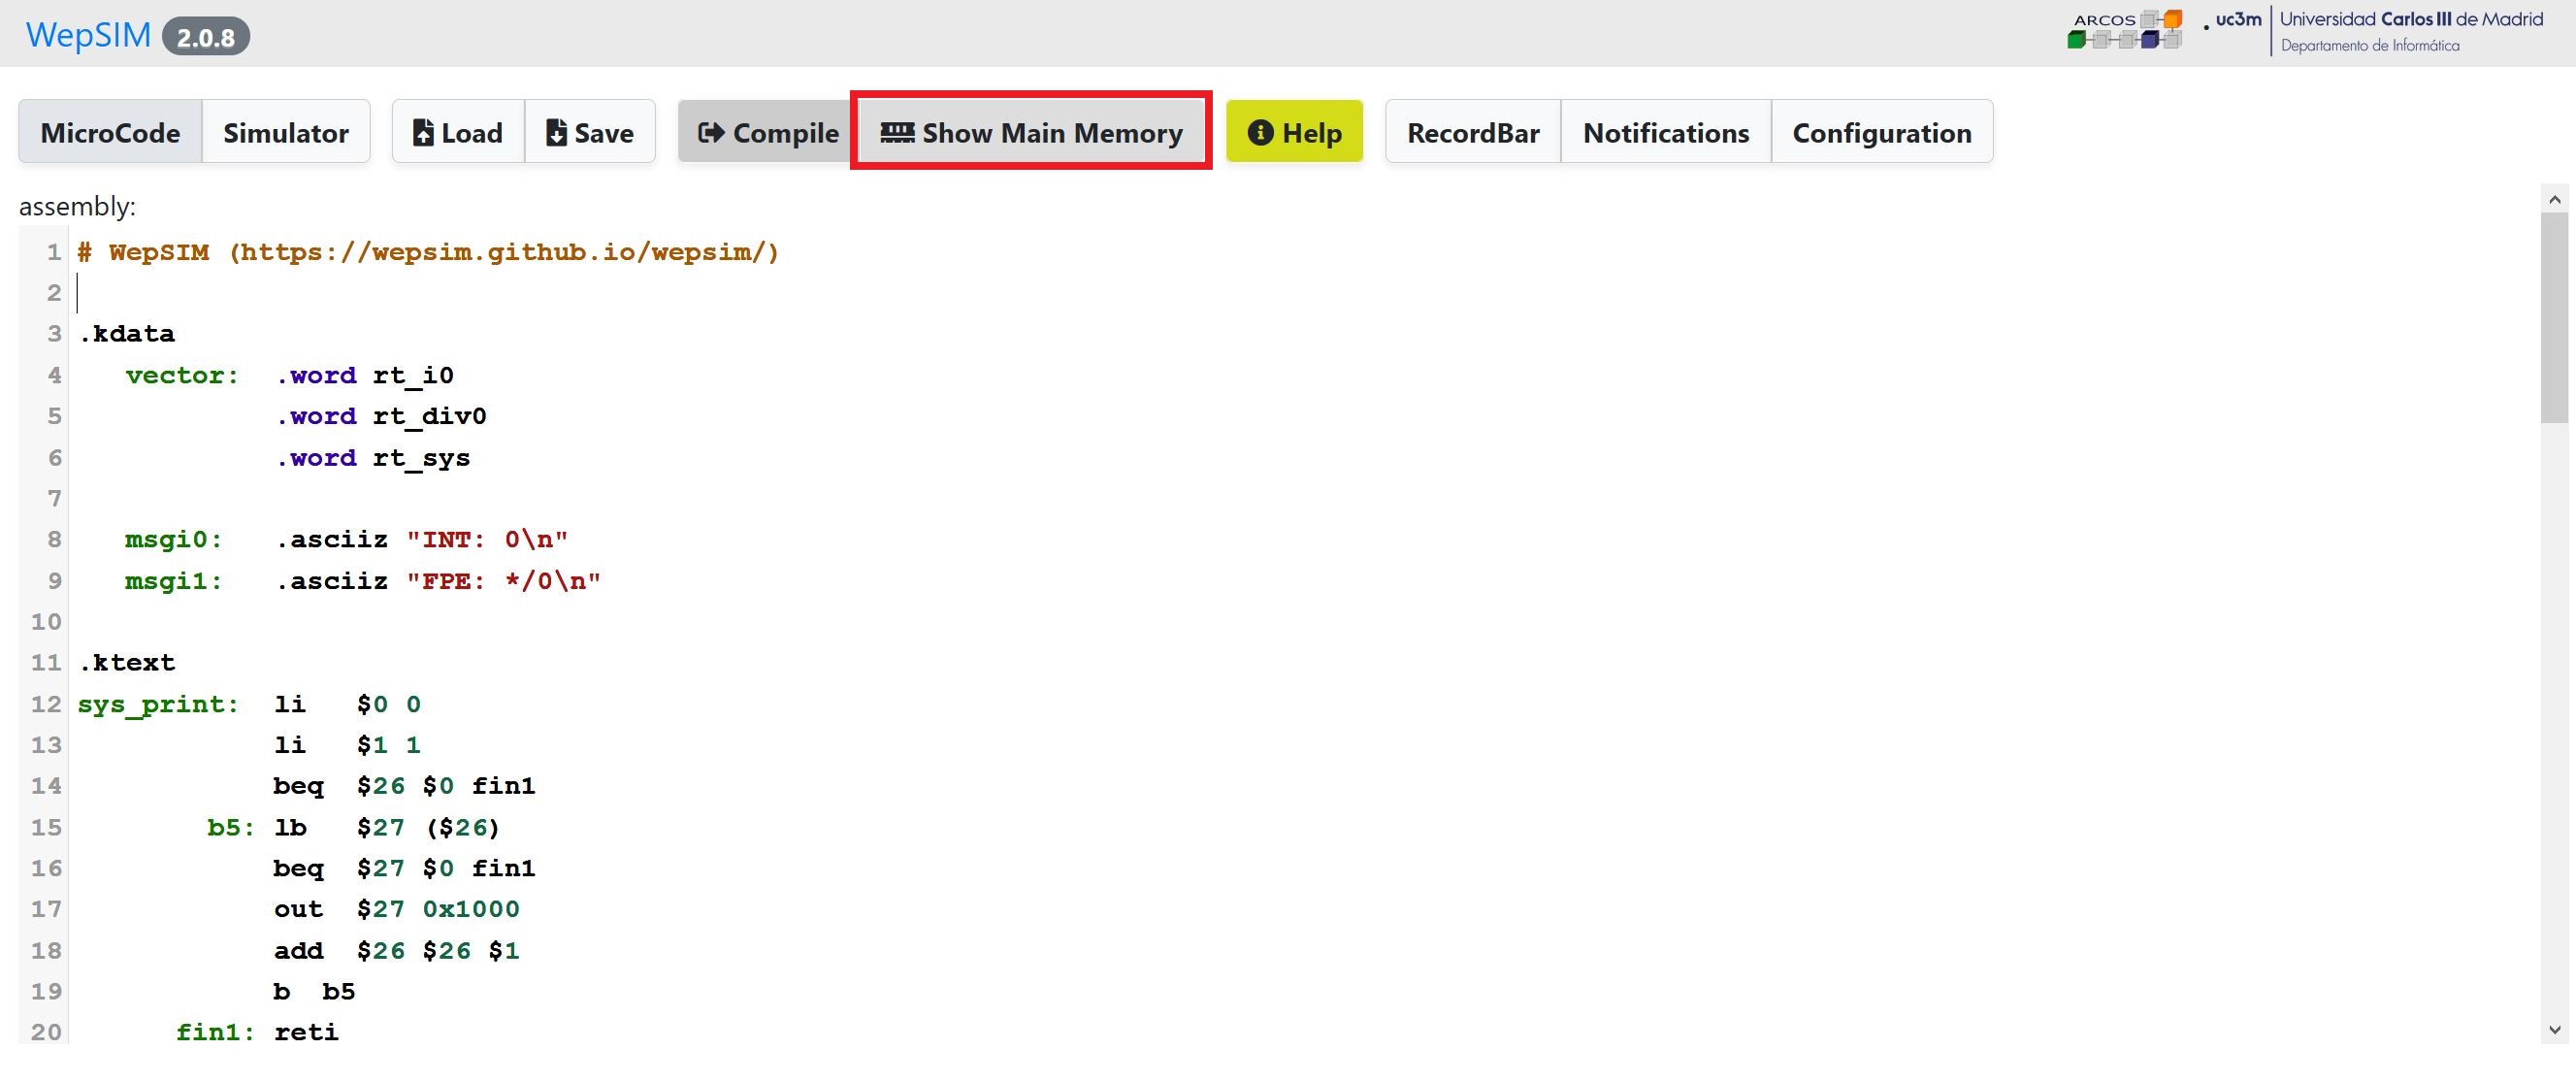 WepSIM 2.0.8
ARCOS
uc3m Universidad Carlos III de Madrid
Departamento de Informática
MicroCode Simulator Load Save Compile Show Main Memory Help RecordBar Notifications Configuration
assembly:
1 # WepSIM (https://wepsim.github.io/wepsim/)
2
3 .kdata
4 vector: .word rt_i0
5 .word rt_div0
6 .word rt_sys
7
8 msgi0: .asciiz "INT: 0\n"
9 msgi1: .asciiz "FPE: */0\n"
10
11 .ktext
12 sys_print: li $0 0
13 li $1 1
14 beq $26 $0 fin1
15 b5: lb $27 ($26)
16 beq $27 $0 fin1
17 out $27 0x1000
18 add $26 $26 $1
19 b b5
20 fin1: reti